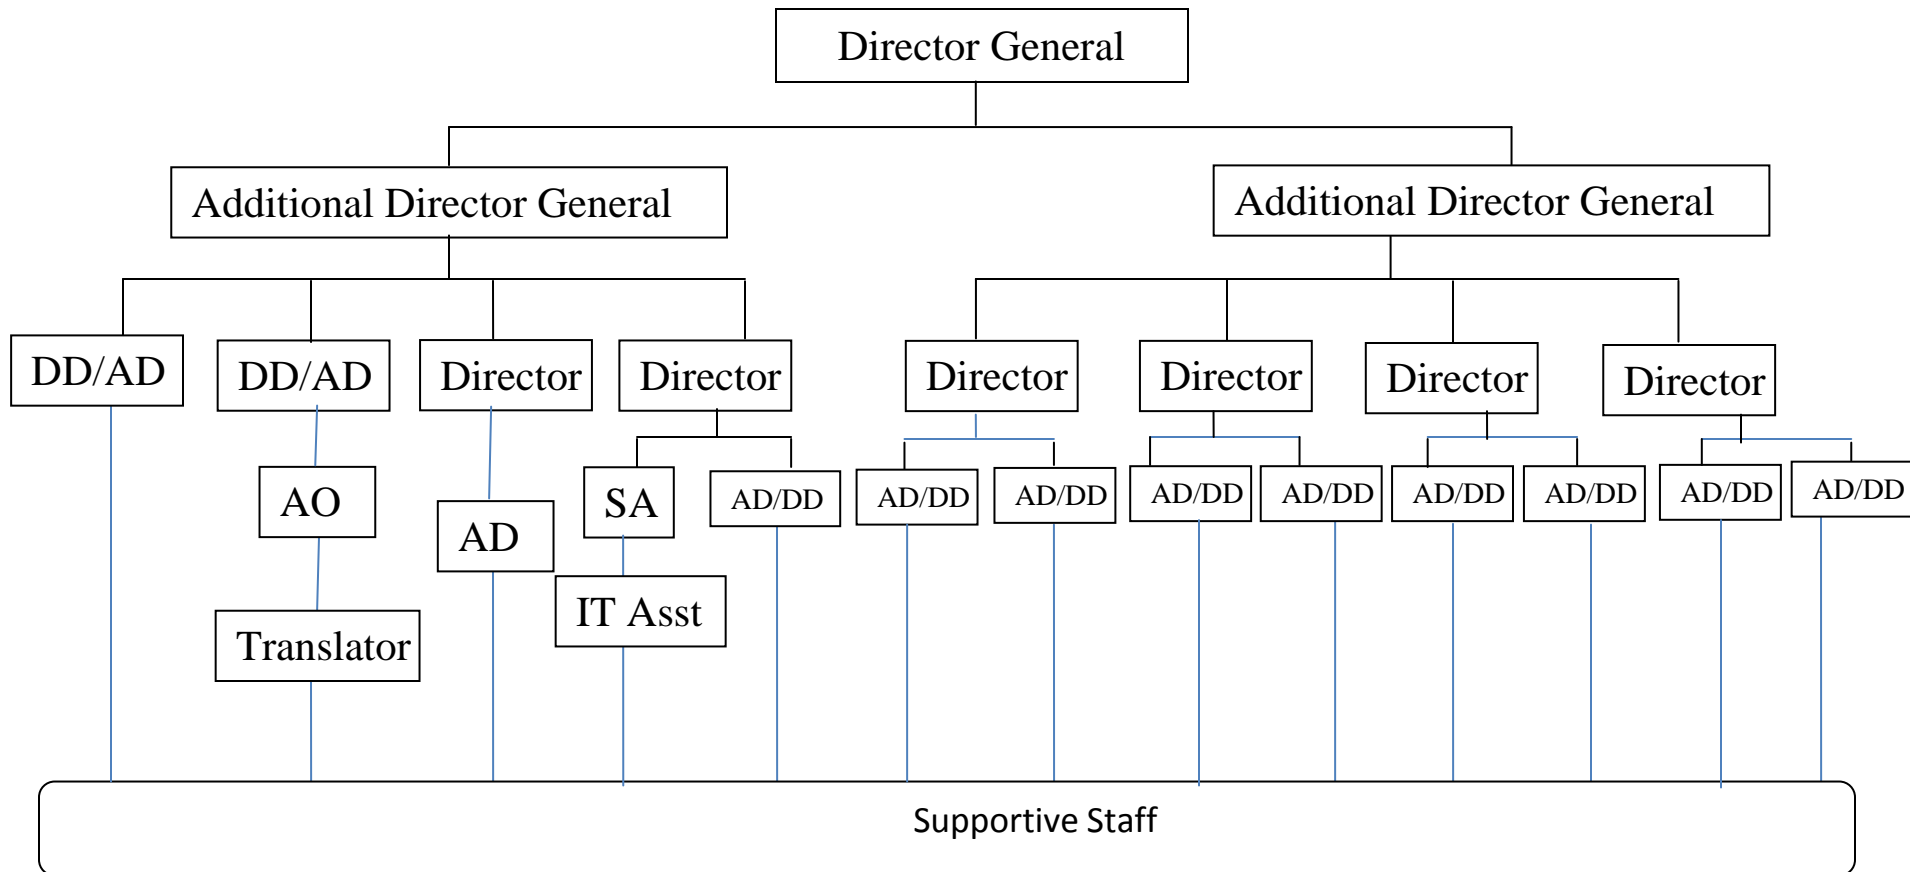 Director General
Additional Director General
Additional Director General
DD/AD
DD/AD
Director
Director
Director
Director
Director
Director
AO
AD
SA
AD/DD
AD/DD
AD/DD
AD/DD
AD/DD
AD/DD
AD/DD
AD/DD
AD/DD
IT Asst
Translator
Supportive Staff